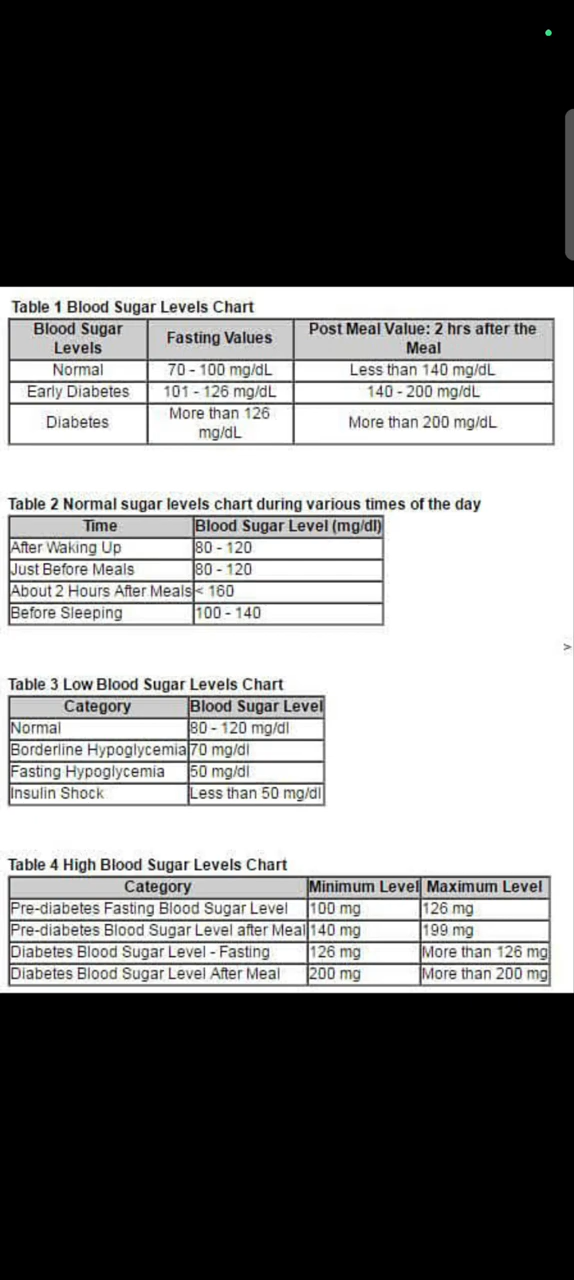 Table 1 Blood Sugar Levels Chart
Blood Sugar Levels Fasting Values Post Meal Value: 2 hrs after the Meal
Normal 70 - 100 mg/dL Less than 140 mg/dL
Early Diabetes 101 - 126 mg/dL 140 - 200 mg/dL
Diabetes More than 126 mg/dL More than 200 mg/dL
Table 2 Normal sugar levels chart during various times of the day
Time Blood Sugar Level (mg/dl)
After Waking Up 80 - 120
Just Before Meals 80 - 120
About 2 Hours After Meals < 160
Before Sleeping 100 - 140
Table 3 Low Blood Sugar Levels Chart
Category Blood Sugar Level
Normal 80 - 120 mg/dl
Borderline Hypoglycemia 70 mg/dl
Fasting Hypoglycemia 50 mg/dl
Insulin Shock Less than 50 mg/dl
Table 4 High Blood Sugar Levels Chart
Category Minimum Level Maximum Level
Pre-diabetes Fasting Blood Sugar Level 100 mg 126 mg
Pre-diabetes Blood Sugar Level after Meal 140 mg 199 mg
Diabetes Blood Sugar Level - Fasting 126 mg More than 126 mg
Diabetes Blood Sugar Level After Meal 200 mg More than 200 mg